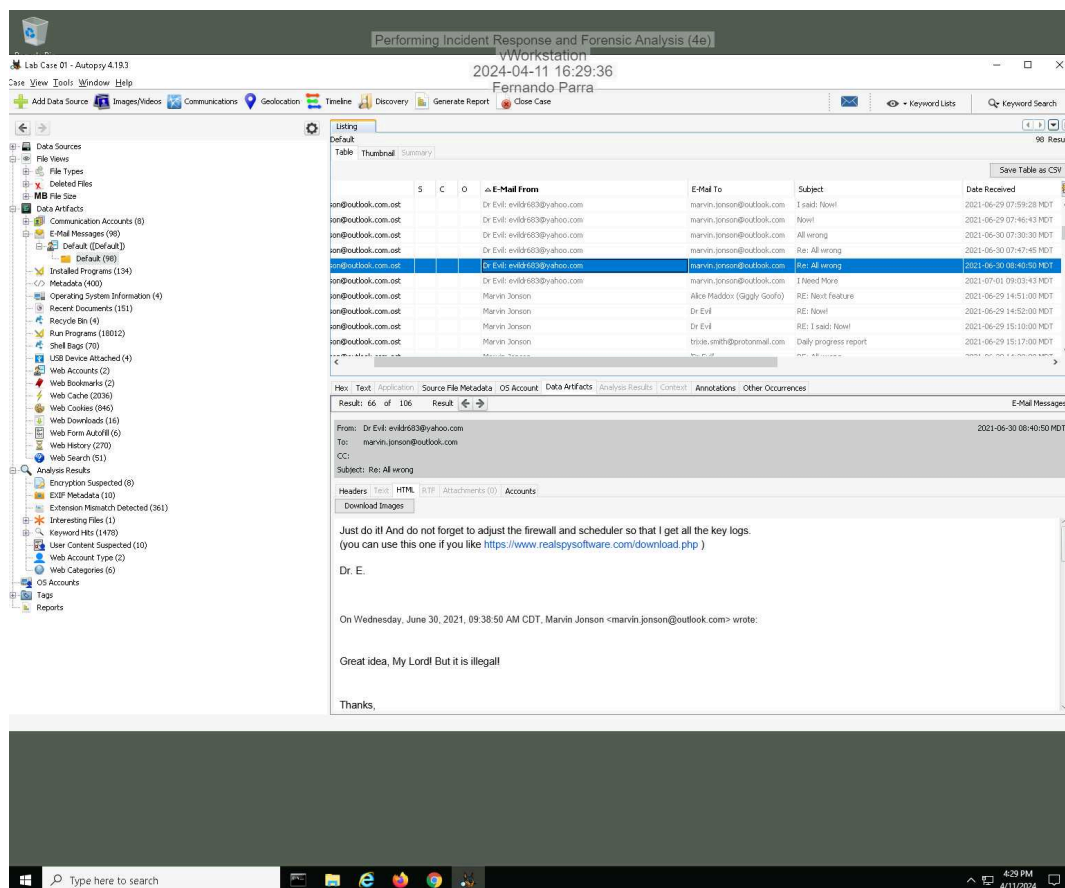 Performing Incident Response and Forensic Analysis (4e)
vWorkstation
2024-04-11 16:29:36
Fernando Parra
Lab Case 01 - Autopsy 4.19.3
Case View Tools Window Help
Add Data Source Images/Videos Communications Geolocation Timeline Discovery Generate Report Close Case Keyword Lists Keyword Search
Listing
Default
98 Resu
Table Thumbnail Summary
Save Table as CSV
S C O E-Mail From E-Mail To Subject Date Received
son@outlook.com.ost Dr Evil: evildr683@yahoo.com marvin.jonson@outlook.com I said: Now! 2021-06-29 07:59:28 MDT
son@outlook.com.ost Dr Evil: evildr683@yahoo.com marvin.jonson@outlook.com Now! 2021-06-29 07:46:43 MDT
son@outlook.com.ost Dr Evil: evildr683@yahoo.com marvin.jonson@outlook.com All wrong 2021-06-30 07:30:30 MDT
son@outlook.com.ost Dr Evil: evildr683@yahoo.com marvin.jonson@outlook.com Re: All wrong 2021-06-30 07:47:45 MDT
son@outlook.com.ost Dr Evil: evildr683@yahoo.com marvin.jonson@outlook.com Re: All wrong 2021-06-30 08:40:50 MDT
son@outlook.com.ost Dr Evil: evildr683@yahoo.com marvin.jonson@outlook.com I Need More 2021-07-01 09:03:43 MDT
son@outlook.com.ost Marvin Jonson Alice Maddox (Giggly Goofo) RE: Next feature 2021-06-29 14:51:00 MDT
son@outlook.com.ost Marvin Jonson Dr Evil RE: Now! 2021-06-29 14:52:00 MDT
son@outlook.com.ost Marvin Jonson Dr Evil RE: I said: Now! 2021-06-29 15:10:00 MDT
son@outlook.com.ost Marvin Jonson trixie.smith@protonmail.com Daily progress report 2021-06-29 15:17:00 MDT
Data Sources
File Views
File Types
Deleted Files
MB File Size
Data Artifacts
Communication Accounts (8)
E-Mail Messages (98)
Default ([Default])
Default (98)
Installed Programs (134)
Metadata (400)
Operating System Information (4)
Recent Documents (151)
Recycle Bin (4)
Run Programs (18012)
Shell Bags (70)
USB Device Attached (4)
Web Accounts (2)
Web Bookmarks (2)
Web Cache (2036)
Web Cookies (846)
Web Downloads (16)
Web Form Autofill (6)
Web History (270)
Web Search (51)
Analysis Results
Encryption Suspected (8)
EXIF Metadata (10)
Extension Mismatch Detected (361)
Interesting Files (1)
Keyword Hits (1478)
User Content Suspected (10)
Web Account Type (2)
Web Categories (6)
OS Accounts
Tags
Reports
Hex Text Application Source File Metadata OS Account Data Artifacts Analysis Results Context Annotations Other Occurrences
Result: 66 of 106 Result E-Mail Messages
From: Dr Evil: evildr683@yahoo.com 2021-06-30 08:40:50 MDT
To: marvin.jonson@outlook.com
CC:
Subject: Re: All wrong
Headers Text HTML RTF Attachments (0) Accounts
Download Images
Just do it! And do not forget to adjust the firewall and scheduler so that I get all the key logs.
(you can use this one if you like https://www.realspysoftware.com/download.php )
Dr. E.
On Wednesday, June 30, 2021, 09:38:50 AM CDT, Marvin Jonson <marvin.jonson@outlook.com> wrote:
Great idea, My Lord! But it is illegal!
Thanks,
Type here to search
4:29 PM
4/11/2024